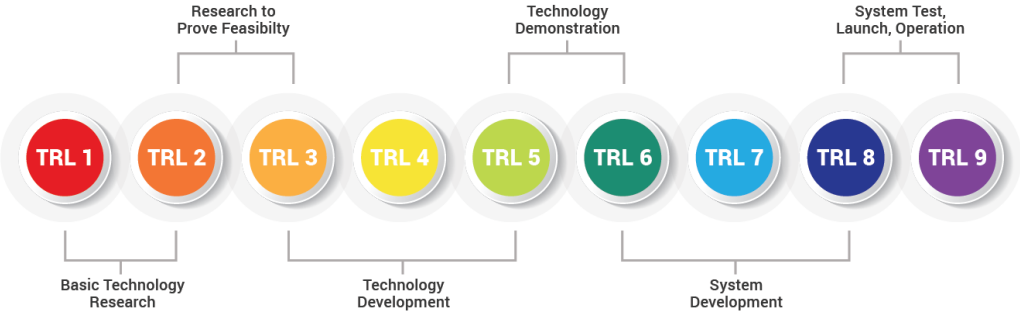 Research to
Prove Feasibilty
Technology
Demonstration
System Test,
Launch, Operation
TRL 1
TRL 2
TRL 3
TRL 4
TRL 5
TRL 6
TRL 7
TRL 8
TRL 9
Basic Technology
Research
Technology
Development
System
Development